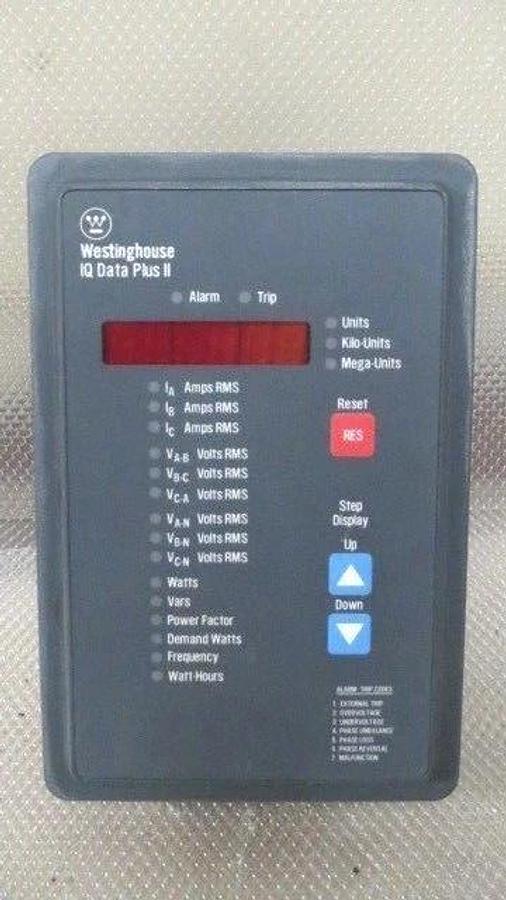 Westinghouse
IQ Data Plus II
Alarm Trip
Units
Kilo-Units
Mega-Units
IA Amps RMS
IB Amps RMS
IC Amps RMS
VA-B Volts RMS
VB-C Volts RMS
VC-A Volts RMS
VA-N Volts RMS
VB-N Volts RMS
VC-N Volts RMS
Watts
Vars
Power Factor
Demand Watts
Frequency
Watt-Hours
Reset
RES
Step
Display
Up
Down
ALARM TRIP CODES
1 EXTERNAL TRIP
2 OVERVOLTAGE
3 UNDERVOLTAGE
4 PHASE UNBALANCE
5 PHASE LOSS
6 PHASE REVERSAL
7 MALFUNCTION